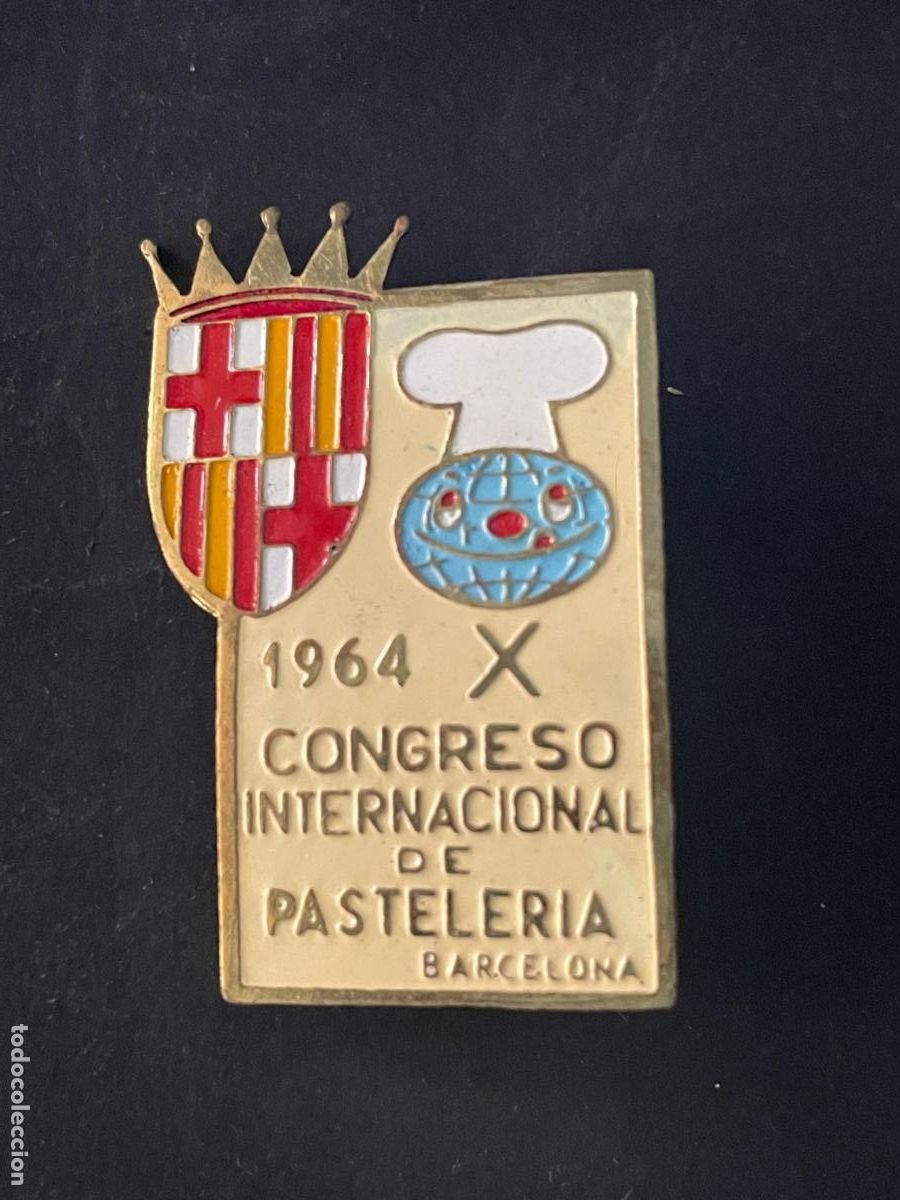 1964 X
CONGRESO
INTERNACIONAL
DE
PASTELERIA
BARCELONA
todocoleccion